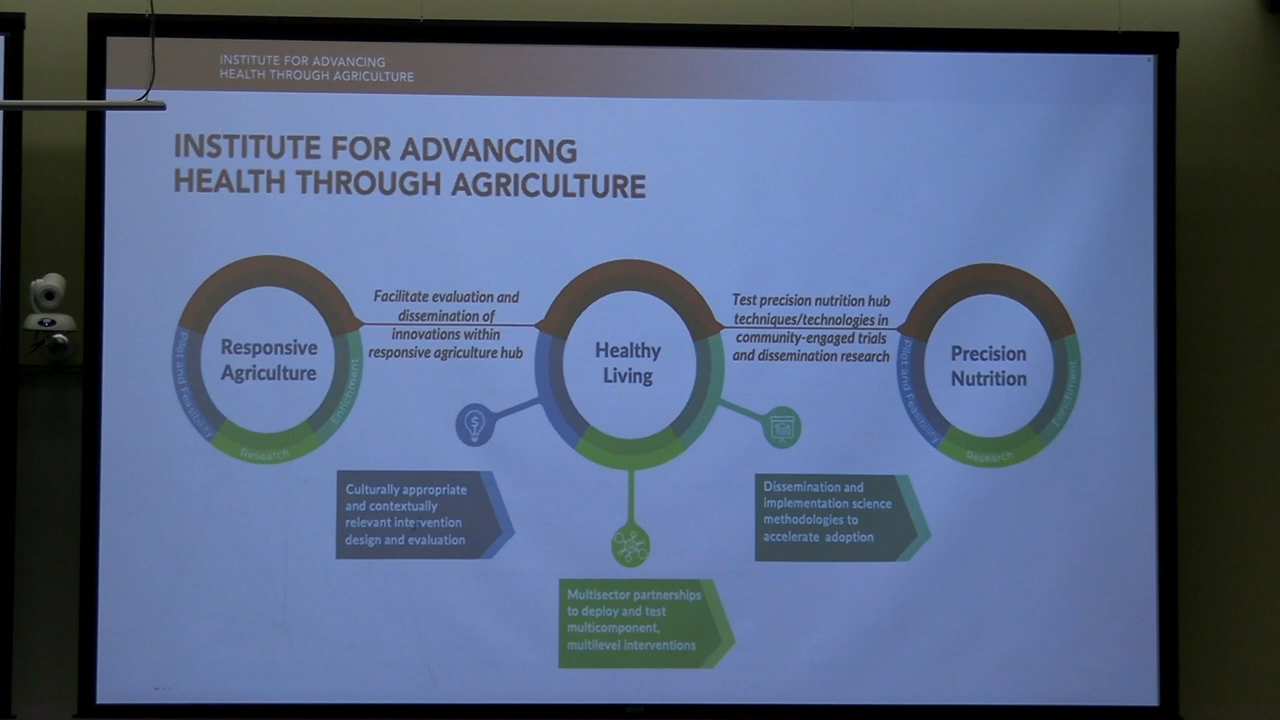 INSTITUTE FOR ADVANCING
HEALTH THROUGH AGRICULTURE
INSTITUTE FOR ADVANCING
HEALTH THROUGH AGRICULTURE
Responsive
Agriculture
Pilot and Feasibility
Research
Enrichment
Facilitate evaluation and
dissemination of
innovations within
responsive agriculture hub
Healthy
Living
Test precision nutrition hub
techniques/technologies in
community-engaged trials
and dissemination research
Precision
Nutrition
Pilot and Feasibility
Research
Enrichment
Culturally appropriate
and contextually
relevant intervention
design and evaluation
Multisector partnerships
to deploy and test
multicomponent,
multilevel interventions
Dissemination and
implementation science
methodologies to
accelerate adoption